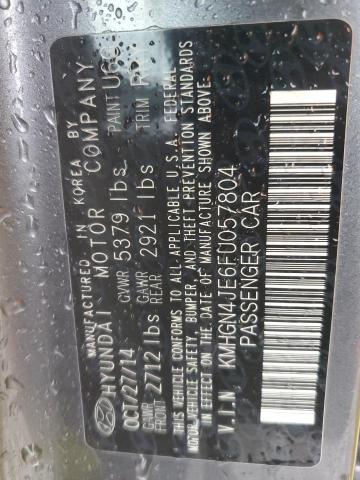 MANUFACTURED IN KOREA BY
HYUNDAI MOTOR COMPANY
OCT/27/14 GVWR 5379 lbs PAINT
GAWR FRONT 2712 lbs GAWR REAR 2921 lbs TRIM
THIS VEHICLE CONFORMS TO ALL APPLICABLE U.S.A. FEDERAL
MOTOR VEHICLE SAFETY, BUMPER, AND THEFT PREVENTION STANDARDS
IN EFFECT ON THE DATE OF MANUFACTURE SHOWN ABOVE.
V.I.N KMHGN4JE6FU057804
PASSENGER CAR